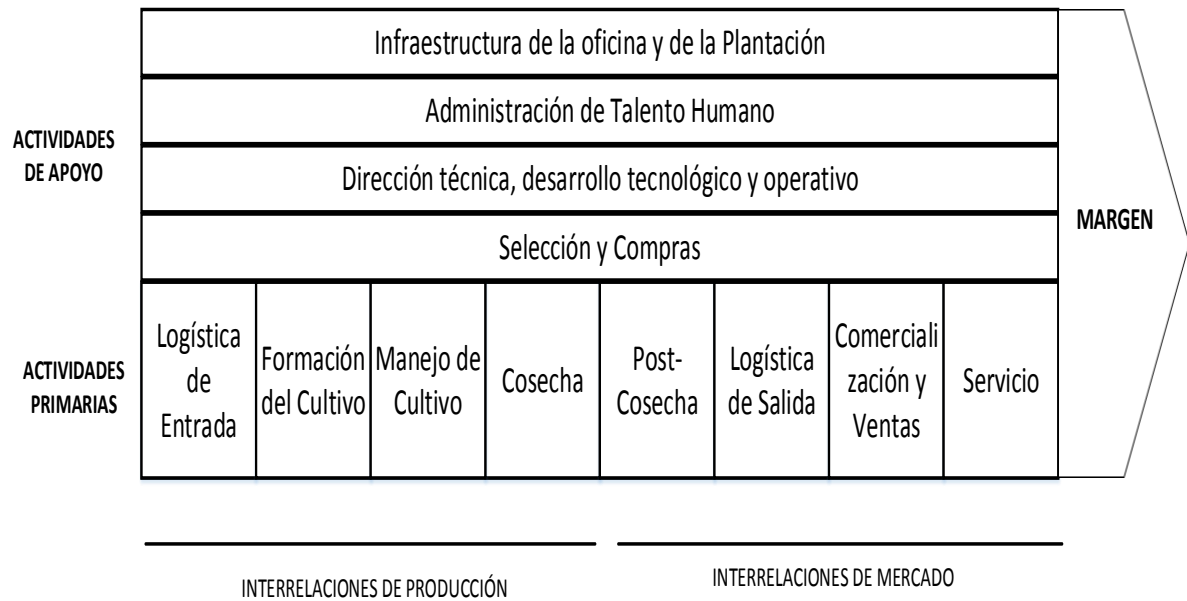 Infraestructura de la oficina y de la Plantación
Administración de Talento Humano
ACTIVIDADES
DE APOYO
Dirección técnica, desarrollo tecnológico y operativo
Selección y Compras
MARGEN
ACTIVIDADES
PRIMARIAS
Logística
de
Entrada
Formación
del Cultivo
Manejo de
Cultivo
Cosecha
Post-
Cosecha
Logística
de Salida
Comerciali
zación y
Ventas
Servicio
INTERRELACIONES DE PRODUCCIÓN
INTERRELACIONES DE MERCADO